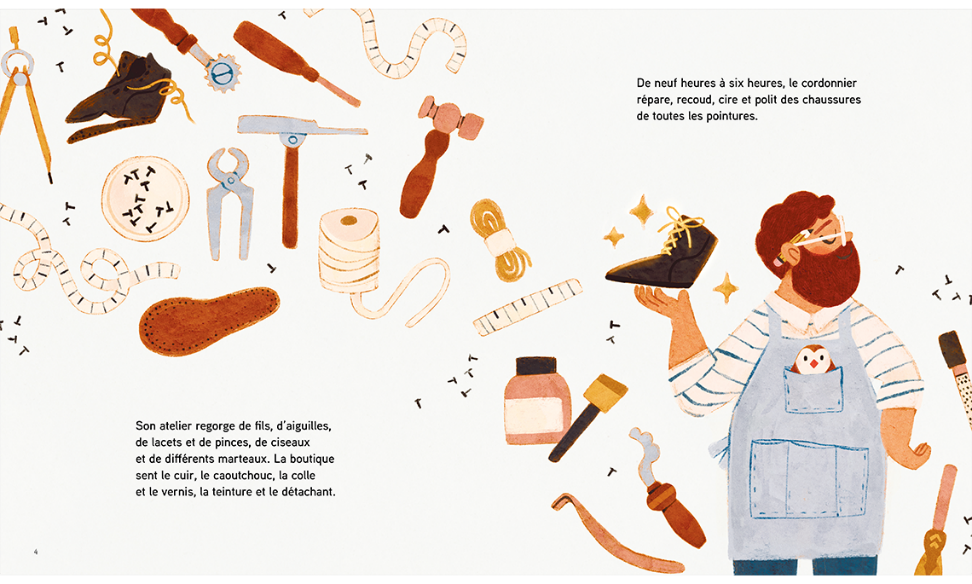 De neuf heures à six heures, le cordonnier
répare, recoud, cire et polit des chaussures
de toutes les pointures.
Son atelier regorge de fils, d'aiguilles,
de lacets et de pinces, de ciseaux
et de différents marteaux. La boutique
sent le cuir, le caoutchouc, la colle
et le vernis, la teinture et le détachant.
4